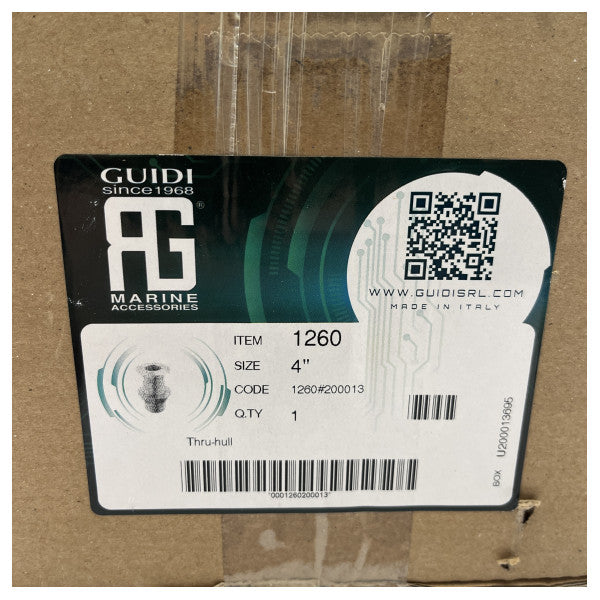 GUIDI
since1968
RG®
MARINE
ACCESSORIES
WWW.GUIDISRL.COM
MADE IN ITALY
ITEM 1260
SIZE 4"
CODE 1260#200013
Q.TY 1
Thru-hull
"0001260200013"
BOX U200013695